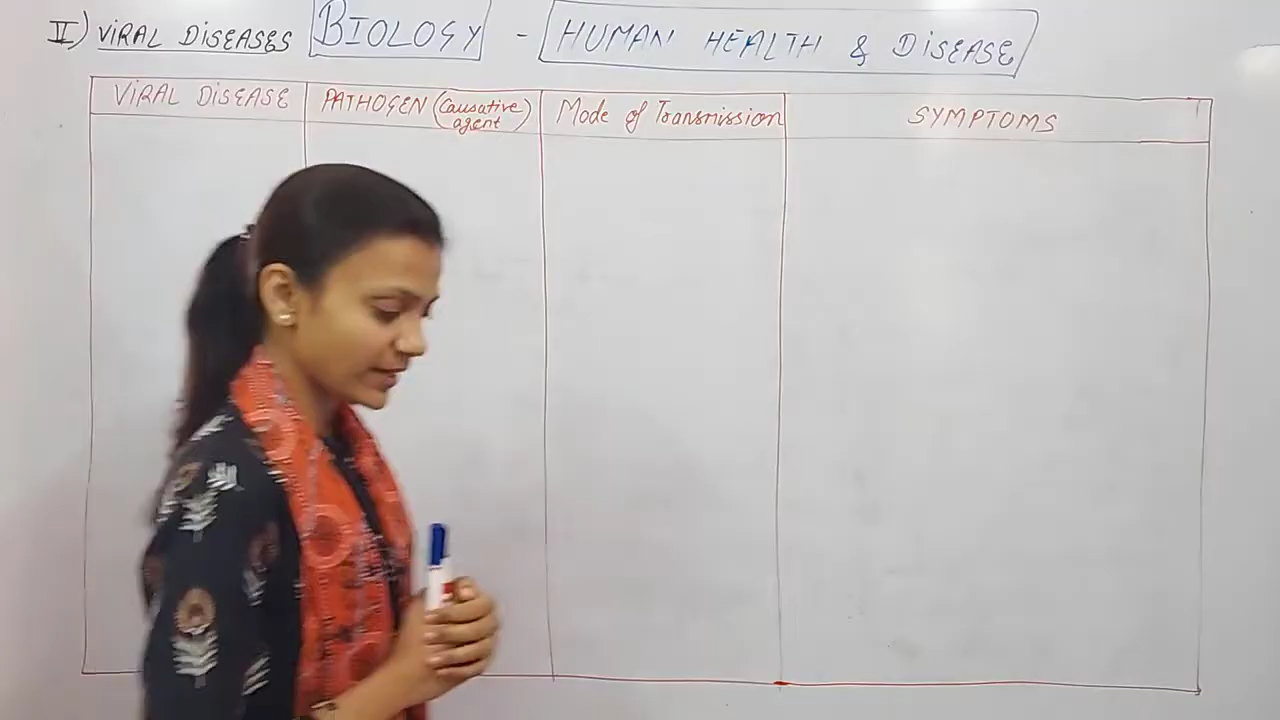 II) VIRAL DISEASES BIOLOGY - HUMAN HEALTH & DISEASE
VIRAL DISEASE PATHOGEN (Causative agent) Mode of Transmission SYMPTOMS